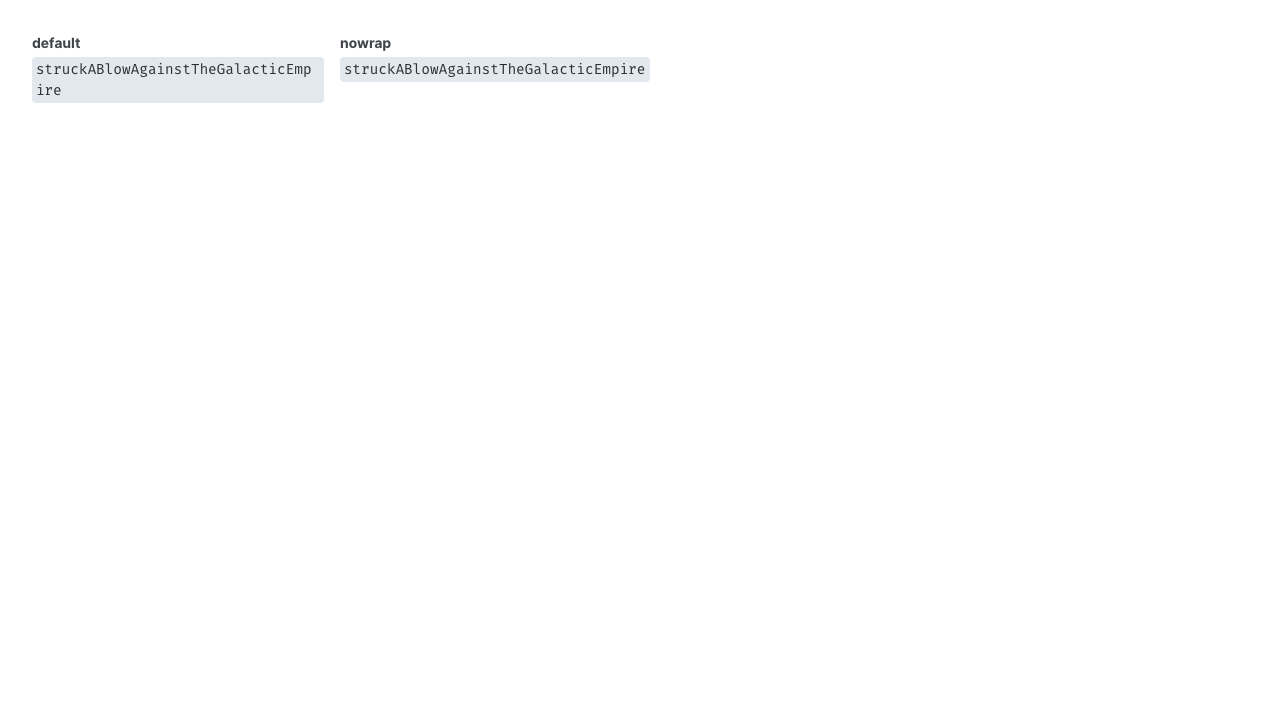 default
struckABlowAgainstTheGalacticEmp
ire
nowrap
struckABlowAgainstTheGalacticEmpire